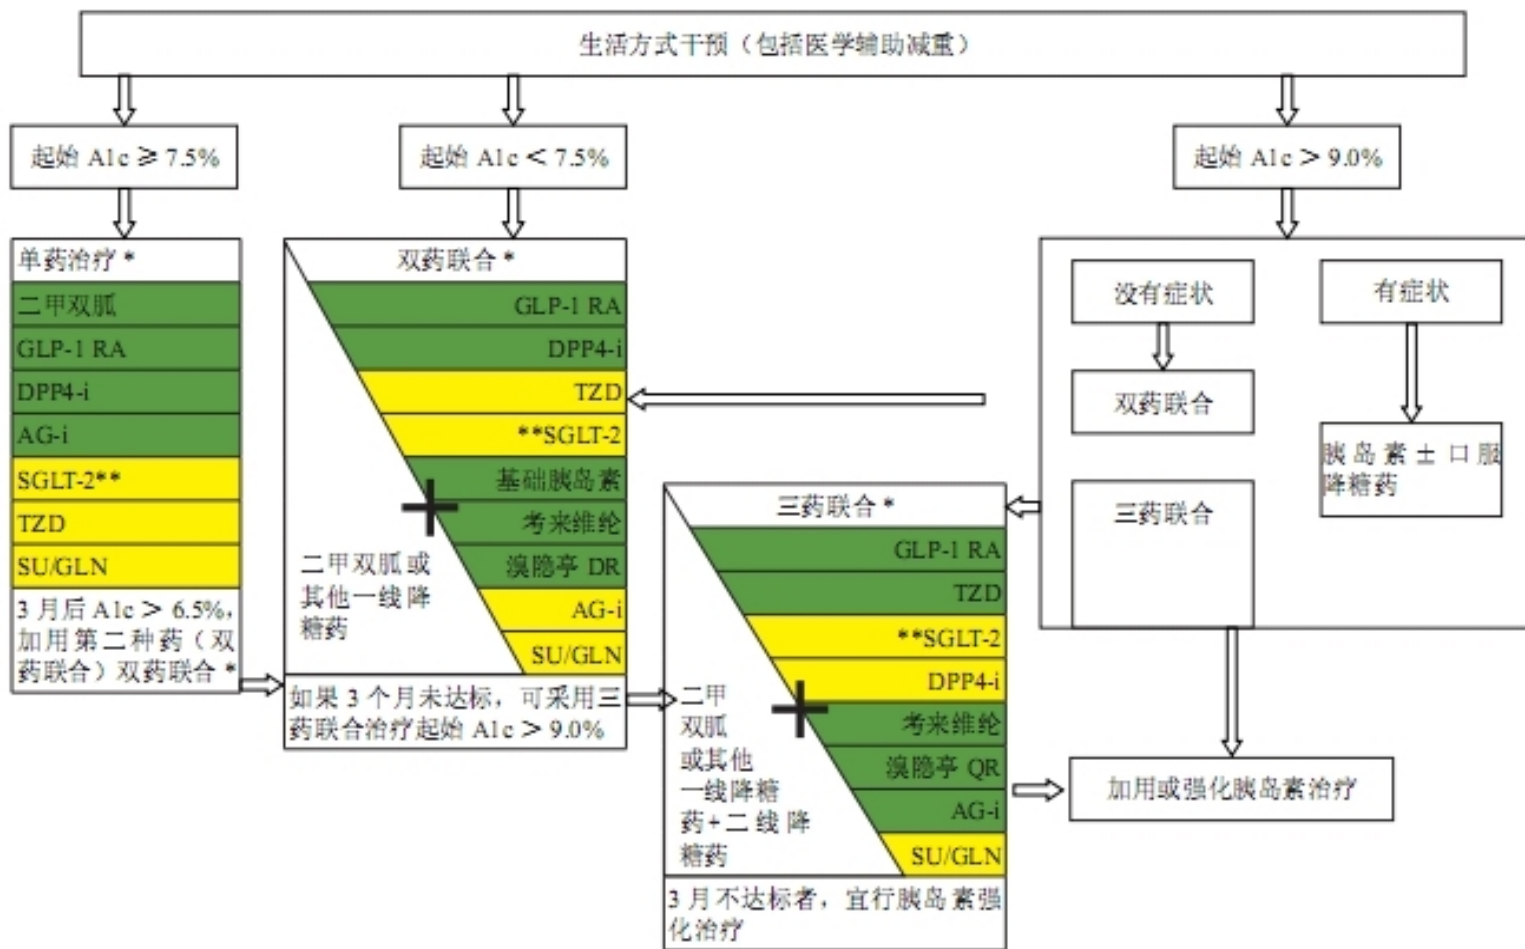 生活方式干预（包括医学辅助减重）
起始 A1c ≥ 7.5%
起始 A1c ＜ 7.5%
起始 A1c ＞ 9.0%
单药治疗 *
二甲双胍
GLP-1 RA
DPP4-i
AG-i
SGLT-2**
TZD
SU/GLN
3 月后 A1c ＞ 6.5%，
加用第二种药（双
药联合）双药联合 *
双药联合 *
GLP-1 RA
DPP4-i
TZD
**SGLT-2
基础胰岛素
考来维纶
溴隐亭 DR
AG-i
SU/GLN
二甲双胍或
其他一线降
糖药
如果 3 个月未达标，可采用三
药联合治疗起始 A1c ＞ 9.0%
三药联合 *
GLP-1 RA
TZD
**SGLT-2
DPP4-i
考来维纶
溴隐亭 QR
AG-i
SU/GLN
二甲
双胍
或其他
一线降糖
药+二线降
糖药
3 月不达标者，宜行胰岛素强
化治疗
没有症状
双药联合
三药联合
有症状
胰岛素 ± 口服
降糖药
加用或强化胰岛素治疗